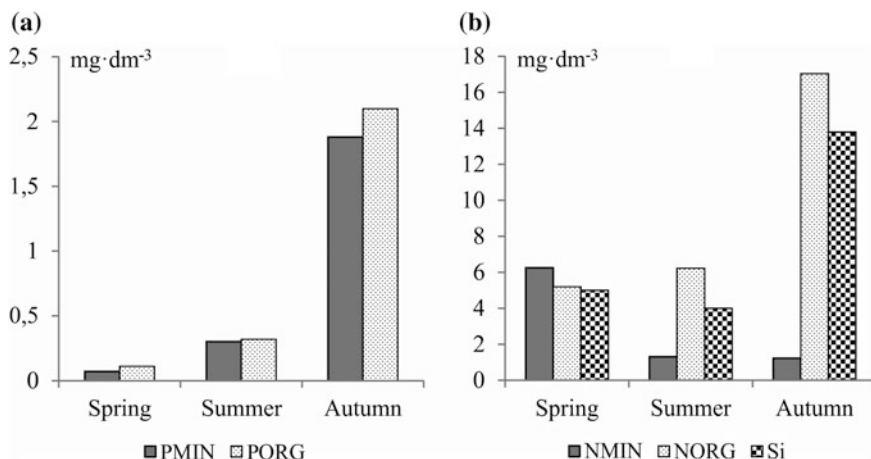 (a)
mg·dm-3
2,5
2
1,5
1
0,5
0
Spring Summer Autumn
PMIN PORG
(b)
mg·dm-3
18
16
14
12
10
8
6
4
2
0
Spring Summer Autumn
NMIN NORG Si